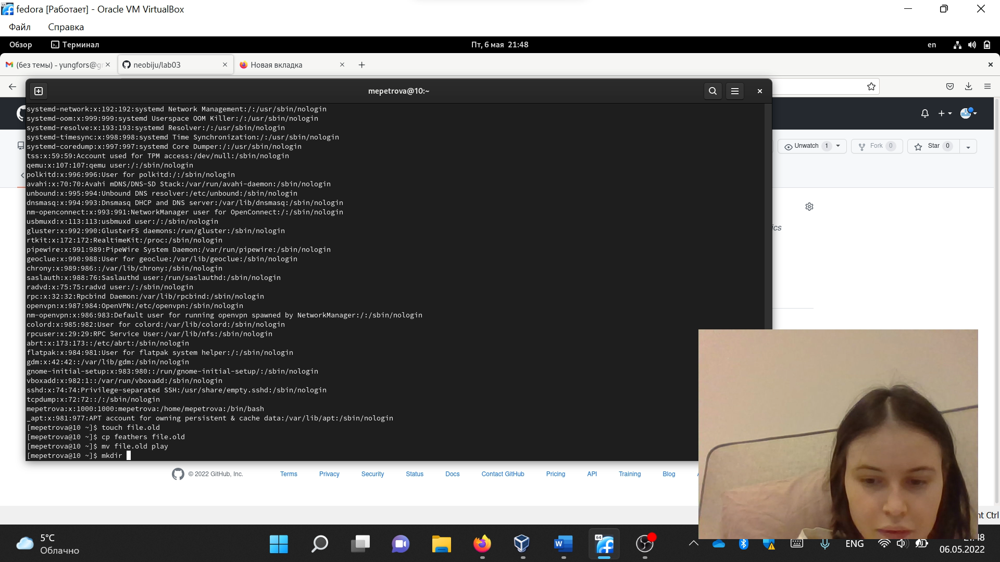 fedora [Работает] - Oracle VM VirtualBox
Файл Справка
Обзор Терминал Пт, 6 мая 21:48 en
(без темы) - yungfors@gm neobiju/lab03 Новая вкладка
mepetrova@10:~
systemd-network:x:192:192:systemd Network Management:/:/usr/sbin/nologin
systemd-oom:x:999:999:systemd Userspace OOM Killer:/:/usr/sbin/nologin
systemd-resolve:x:193:193:systemd Resolver:/:/usr/sbin/nologin
systemd-timesync:x:998:998:systemd Time Synchronization:/:/usr/sbin/nologin
systemd-coredump:x:997:997:systemd Core Dumper:/:/usr/sbin/nologin
tss:x:59:59:Account used for TPM access:/dev/null:/sbin/nologin
qemu:x:107:107:qemu user:/:/sbin/nologin
polkitd:x:996:996:User for polkitd:/:/sbin/nologin
avahi:x:70:70:Avahi mDNS/DNS-SD Stack:/var/run/avahi-daemon:/sbin/nologin
unbound:x:995:994:Unbound DNS resolver:/etc/unbound:/sbin/nologin
dnsmasq:x:994:993:Dnsmasq DHCP and DNS server:/var/lib/dnsmasq:/sbin/nologin
nm-openconnect:x:993:991:NetworkManager user for OpenConnect:/:/sbin/nologin
usbmuxd:x:113:113:usbmuxd user:/:/sbin/nologin
gluster:x:992:990:GlusterFS daemons:/run/gluster:/sbin/nologin
rtkit:x:172:172:RealtimeKit:/proc:/sbin/nologin
pipewire:x:991:989:PipeWire System Daemon:/var/run/pipewire:/sbin/nologin
geoclue:x:990:988:User for geoclue:/var/lib/geoclue:/sbin/nologin
chrony:x:989:986::/var/lib/chrony:/sbin/nologin
saslauth:x:988:76:Saslauthd user:/run/saslauthd:/sbin/nologin
radvd:x:75:75:radvd user:/:/sbin/nologin
rpc:x:32:32:Rpcbind Daemon:/var/lib/rpcbind:/sbin/nologin
openvpn:x:987:984:OpenVPN:/etc/openvpn:/sbin/nologin
nm-openvpn:x:986:983:Default user for running openvpn spawned by NetworkManager:/:/sbin/nologin
colord:x:985:982:User for colord:/var/lib/colord:/sbin/nologin
rpcuser:x:29:29:RPC Service User:/var/lib/nfs:/sbin/nologin
abrt:x:173:173::/etc/abrt:/sbin/nologin
flatpak:x:984:981:User for flatpak system helper:/:/sbin/nologin
gdm:x:42:42::/var/lib/gdm:/sbin/nologin
gnome-initial-setup:x:983:980::/run/gnome-initial-setup/:/sbin/nologin
vboxadd:x:982:1::/var/run/vboxadd:/sbin/nologin
sshd:x:74:74:Privilege-separated SSH:/usr/share/empty.sshd:/sbin/nologin
tcpdump:x:72:72::/:/sbin/nologin
mepetrova:x:1000:1000:mepetrova:/home/mepetrova:/bin/bash
_apt:x:981:977:APT account for owning persistent & cache data:/var/lib/apt:/sbin/nologin
[mepetrova@10 ~]$ touch file.old
[mepetrova@10 ~]$ cp feathers file.old
[mepetrova@10 ~]$ mv file.old play
[mepetrova@10 ~]$ mkdir
Unwatch 1 Fork 0 Star 0
ics
© 2022 GitHub, Inc. Terms Privacy Security Status Docs Contact GitHub Pricing API Training Blog
nt Ctrl
5°C
Облачно
64
ENG
06.05.2022